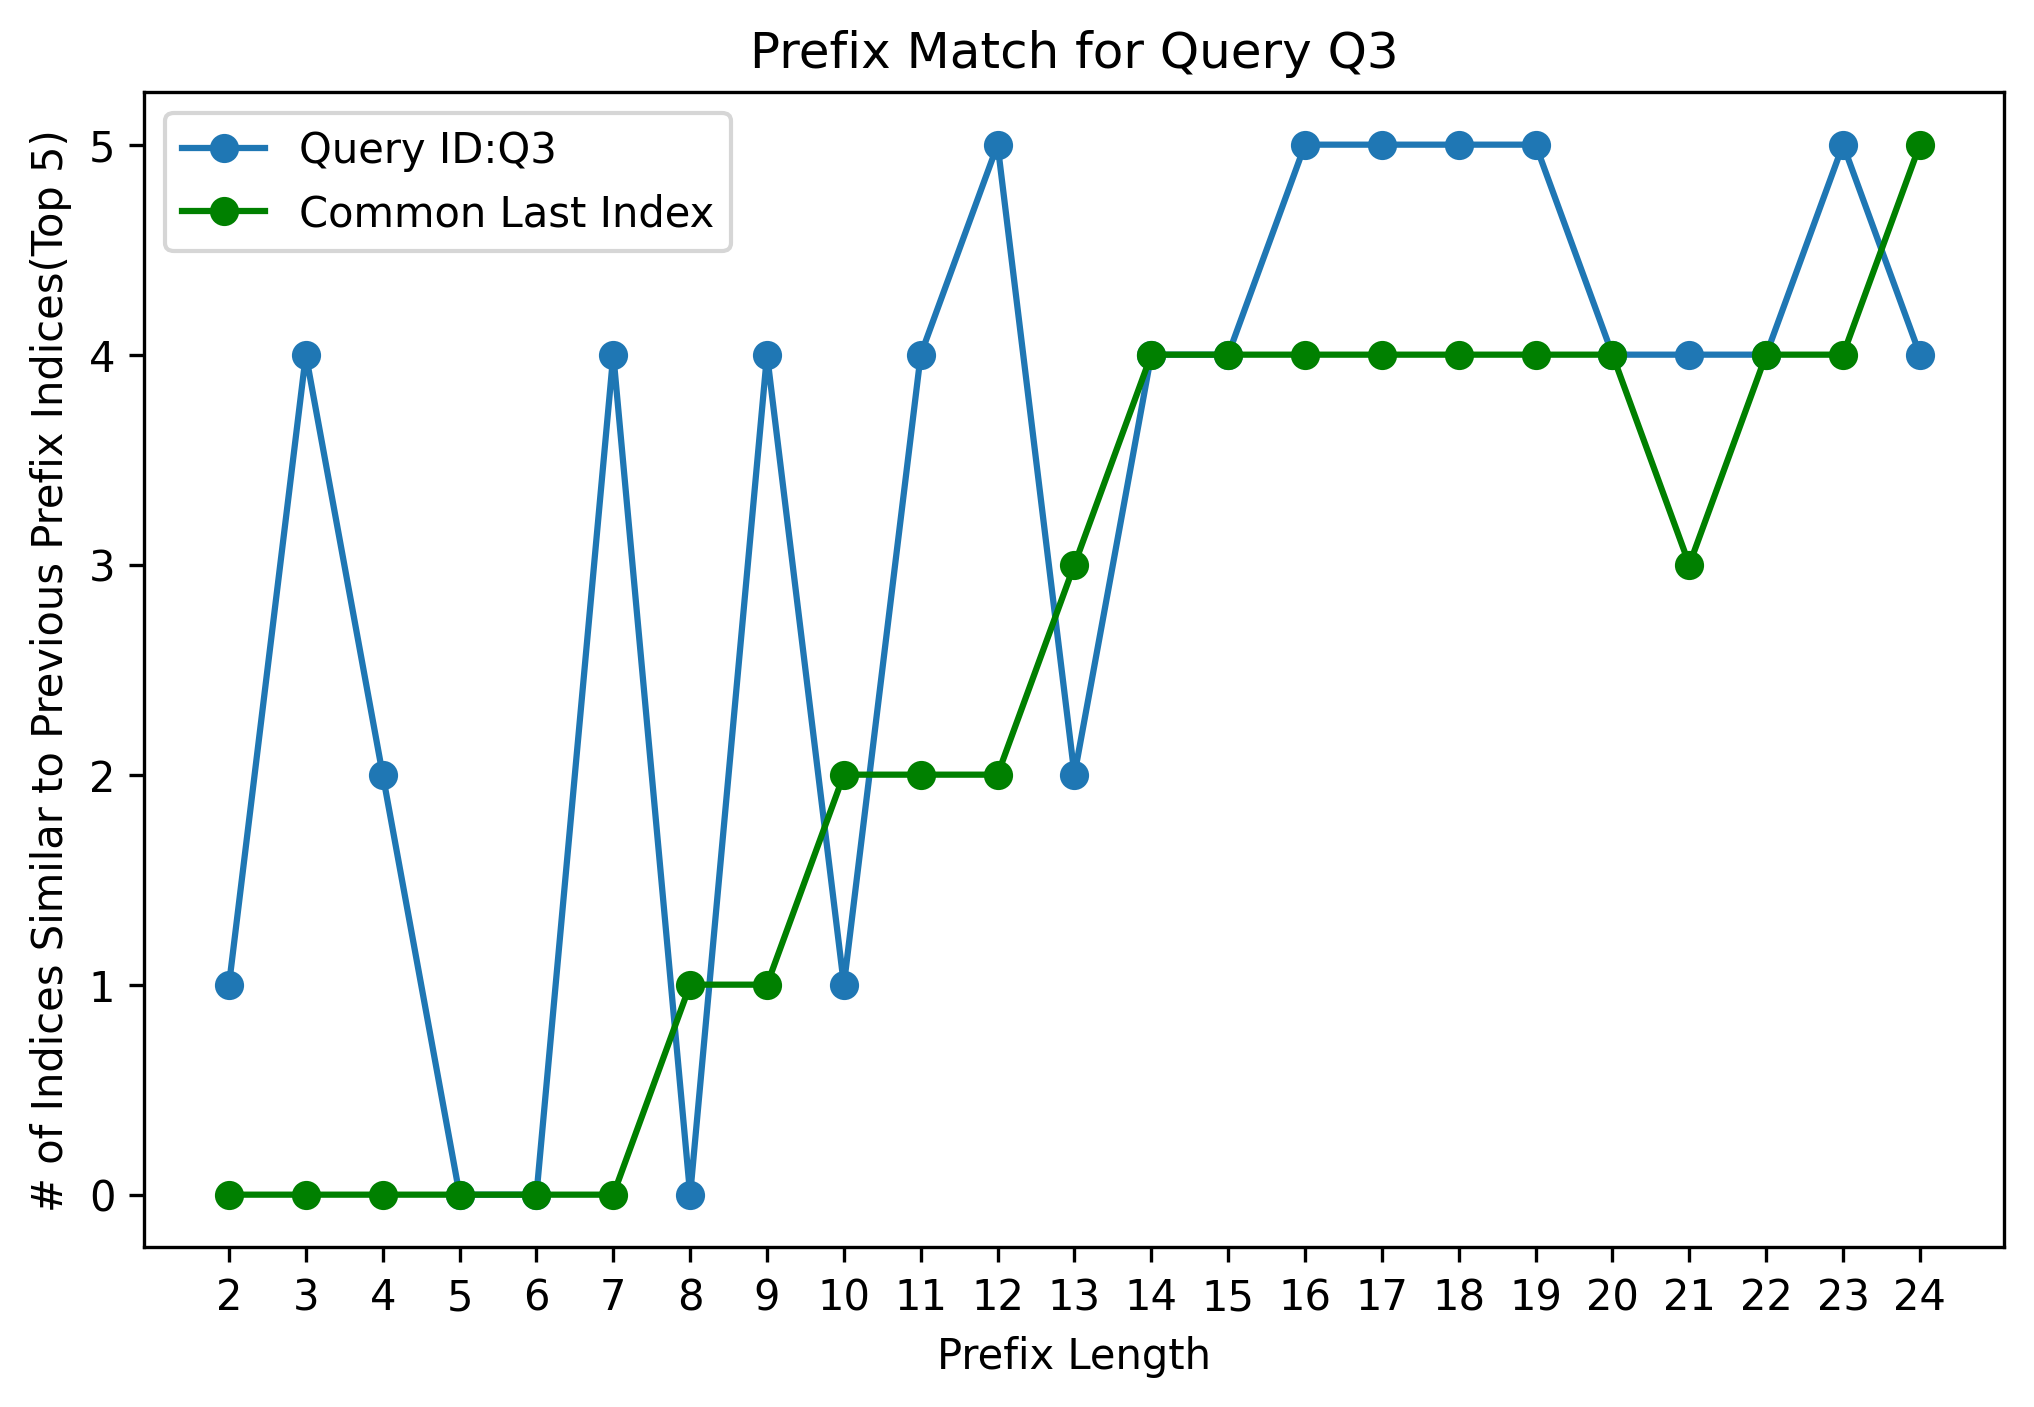 Prefix Match for Query Q3
Query ID:Q3
Common Last Index
# of Indices Similar to Previous Prefix Indices(Top 5)
5
4
3
2
1
0
2 3 4 5 6 7 8 9 10 11 12 13 14 15 16 17 18 19 20 21 22 23 24
Prefix Length